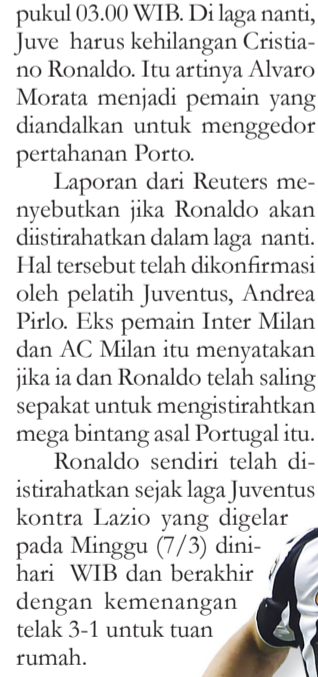 pukul 03.00 WIB. Di laga nanti,
Juve harus kehilangan Cristia-
no Ronaldo. Itu artinya Alvaro
Morata menjadi pemain yang
diandalkan untuk menggedor
pertahanan Porto.
Laporan dari Reuters me-
nyebutkan jika Ronaldo akan
diistirahatkan dalam laga nanti.
Hal tersebut telah dikonfirmasi
oleh pelatih Juventus, Andrea
Pirlo. Eks pemain Inter Milan
dan AC Milan itu menyatakan
jika ia dan Ronaldo telah saling
sepakat untuk mengistirahtkan
mega bintang asal Portugal itu.
Ronaldo sendiri telah di-
istirahatkan sejak laga Juventus
kontra Lazio yang digelar
pada Minggu (7/3) dini-
hari WIB dan berakhir
dengan kemenangan
telak 3-1 untuk tuan
rumah.